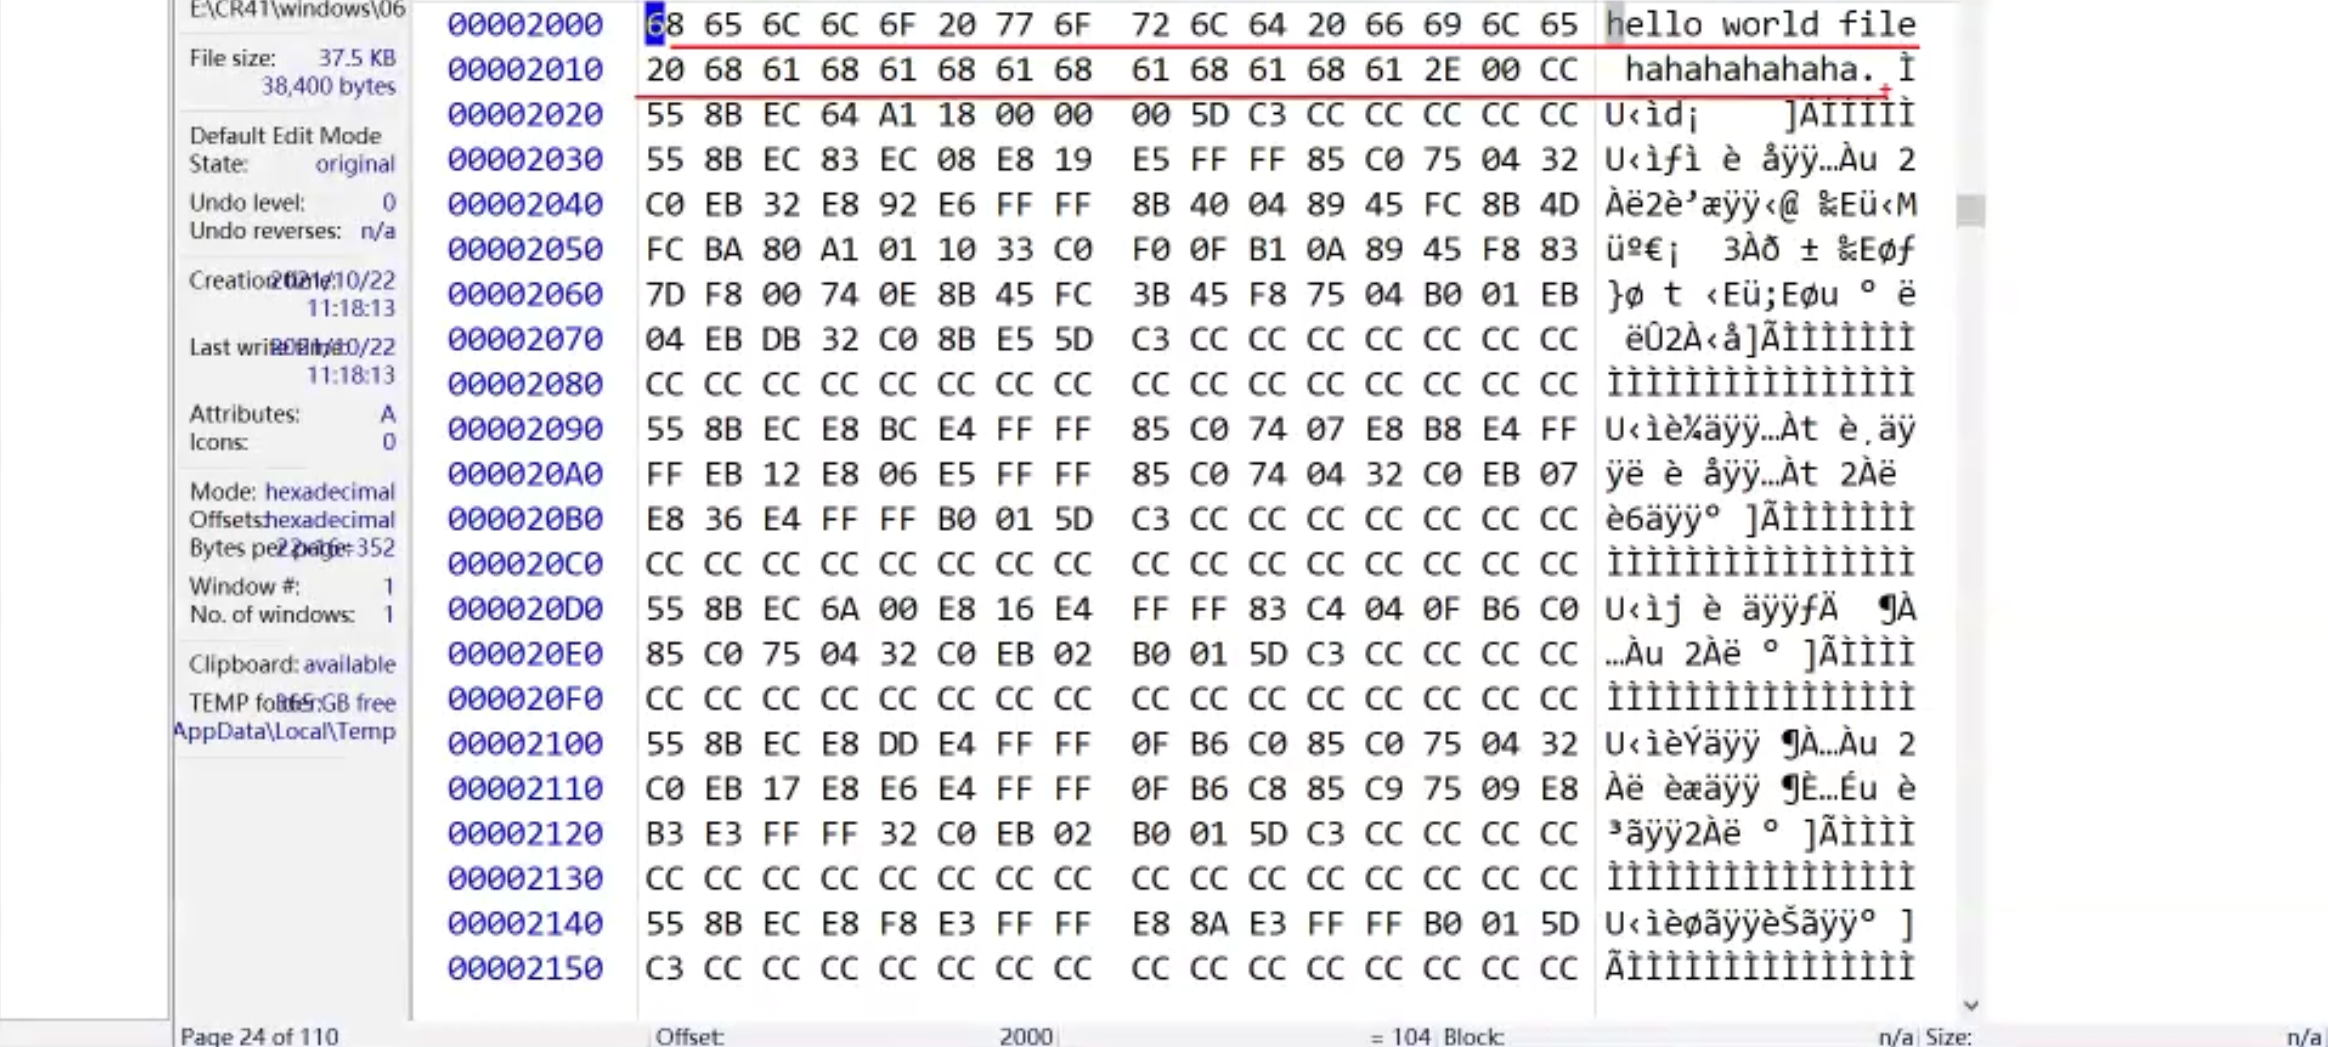 E:\CR41\windows\06
File size: 37.5 KB
38,400 bytes
Default Edit Mode
State: original
Undo level: 0
Undo reverses: n/a
Creation time: 2021/10/22
11:18:13
Last write time: 2021/10/22
11:18:13
Attributes: A
Icons: 0
Mode: hexadecimal
Offsets: hexadecimal
Bytes per page: 22x16=352
Window #: 1
No. of windows: 1
Clipboard: available
TEMP folder: GB free
AppData\Local\Temp
00002000 68 65 6C 6C 6F 20 77 6F 72 6C 64 20 66 69 6C 65 hello world file
00002010 20 68 61 68 61 68 61 68 61 68 61 68 61 2E 00 CC hahahahahaha. Ì
00002020 55 8B EC 64 A1 18 00 00 00 5D C3 CC CC CC CC CC U‹ìd¡ ]ÃÌÌÌÌÌ
00002030 55 8B EC 83 EC 08 E8 19 E5 FF FF 85 C0 75 04 32 U‹ìƒì è åÿÿ…Àu 2
00002040 C0 EB 32 E8 92 E6 FF FF 8B 40 04 89 45 FC 8B 4D Àë2è’æÿÿ‹@ ‰Eü‹M
00002050 FC BA 80 A1 01 10 33 C0 F0 0F B1 0A 89 45 F8 83 üº€¡ 3Àð ± ‰Eøƒ
00002060 7D F8 00 74 0E 8B 45 FC 3B 45 F8 75 04 B0 01 EB }ø t ‹Eü;Eøu ° ë
00002070 04 EB DB 32 C0 8B E5 5D C3 CC CC CC CC CC CC CC ëÛ2À‹å]ÃÌÌÌÌÌÌÌ
00002080 CC CC CC CC CC CC CC CC CC CC CC CC CC CC CC CC ÌÌÌÌÌÌÌÌÌÌÌÌÌÌÌÌ
00002090 55 8B EC E8 BC E4 FF FF 85 C0 74 07 E8 B8 E4 FF U‹ìè¼äÿÿ…Àt è¸äÿ
000020A0 FF EB 12 E8 06 E5 FF FF 85 C0 74 04 32 C0 EB 07 ÿë è åÿÿ…Àt 2Àë
000020B0 E8 36 E4 FF FF B0 01 5D C3 CC CC CC CC CC CC CC è6äÿÿ° ]ÃÌÌÌÌÌÌÌ
000020C0 CC CC CC CC CC CC CC CC CC CC CC CC CC CC CC CC ÌÌÌÌÌÌÌÌÌÌÌÌÌÌÌÌ
000020D0 55 8B EC 6A 00 E8 16 E4 FF FF 83 C4 04 0F B6 C0 U‹ìj è äÿÿƒÄ ¶À
000020E0 85 C0 75 04 32 C0 EB 02 B0 01 5D C3 CC CC CC CC …Àu 2Àë ° ]ÃÌÌÌÌ
000020F0 CC CC CC CC CC CC CC CC CC CC CC CC CC CC CC CC ÌÌÌÌÌÌÌÌÌÌÌÌÌÌÌÌ
00002100 55 8B EC E8 DD E4 FF FF 0F B6 C0 85 C0 75 04 32 U‹ìèÝäÿÿ ¶À…Àu 2
00002110 C0 EB 17 E8 E6 E4 FF FF 0F B6 C8 85 C9 75 09 E8 Àë èæäÿÿ ¶È…Éu è
00002120 B3 E3 FF FF 32 C0 EB 02 B0 01 5D C3 CC CC CC CC ³ãÿÿ2Àë ° ]ÃÌÌÌÌ
00002130 CC CC CC CC CC CC CC CC CC CC CC CC CC CC CC CC ÌÌÌÌÌÌÌÌÌÌÌÌÌÌÌÌ
00002140 55 8B EC E8 F8 E3 FF FF E8 8A E3 FF FF B0 01 5D U‹ìèøãÿÿèŠãÿÿ° ]
00002150 C3 CC CC CC CC CC CC CC CC CC CC CC CC CC CC CC ÃÌÌÌÌÌÌÌÌÌÌÌÌÌÌÌ
Page 24 of 110 Offset: 2000 = 104 Block: n/a Size: n/a